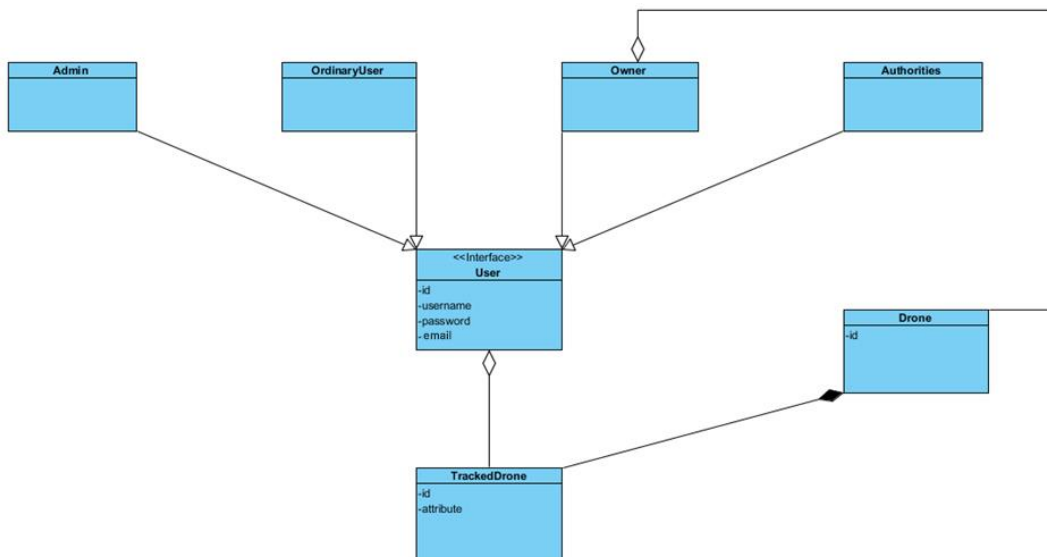 Admin
OrdinaryUser
Owner
Authorities
<<Interface>>
User
-id
-username
-password
-email
Drone
-id
TrackedDrone
-id
-attribute